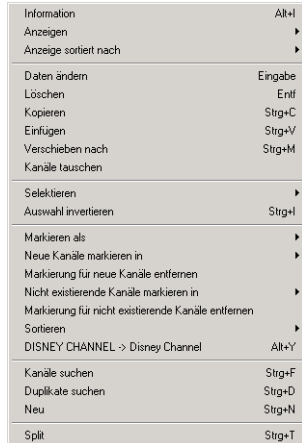 Information Alt+I
Anzeigen
Anzeige sortiert nach
Daten ändern Eingabe
Löschen Entf
Kopieren Strg+C
Einfügen Strg+V
Verschieben nach Strg+M
Kanäle tauschen
Selektieren
Auswahl invertieren Strg+I
Markieren als
Neue Kanäle markieren in
Markierung für neue Kanäle entfernen
Nicht existierende Kanäle markieren in
Markierung für nicht existierende Kanäle entfernen
Sortieren
DISNEY CHANNEL -> Disney Channel Alt+Y
Kanäle suchen Strg+F
Duplikate suchen Strg+D
Neu Strg+N
Split Strg+T